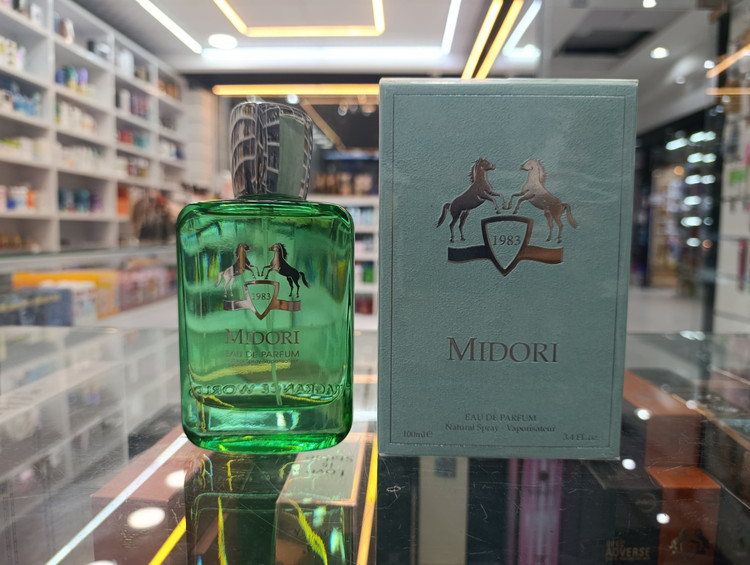 1983
MIDORI
EAU DE PARFUM
FRAGRANCE WORLD
1983
MIDORI
EAU DE PARFUM
Natural Spray - Vaporisateur
100ml℮
3.4 FL.oz.
ADVERSE